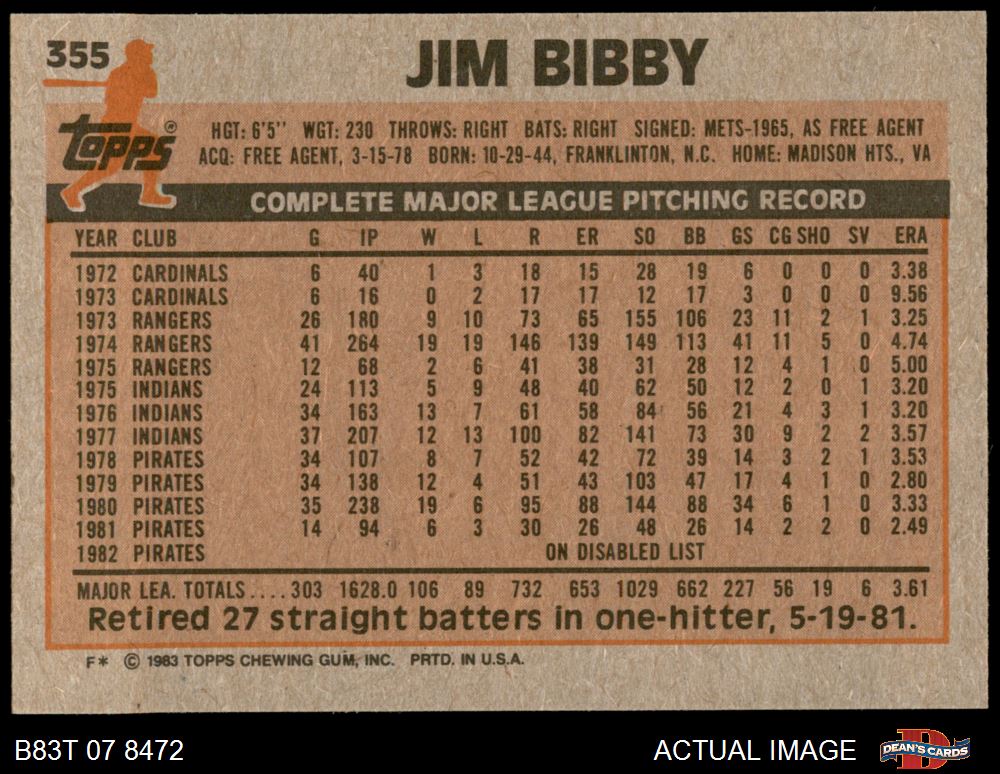 355
JIM BIBBY
Topps®
HGT: 6'5" WGT: 230 THROWS: RIGHT BATS: RIGHT SIGNED: METS-1965, AS FREE AGENT
ACQ: FREE AGENT, 3-15-78 BORN: 10-29-44, FRANKLINTON, N.C. HOME: MADISON HTS., VA
COMPLETE MAJOR LEAGUE PITCHING RECORD
YEAR CLUB G IP W L R ER SO BB GS CG SHO SV ERA
1972 CARDINALS 6 40 1 3 18 15 28 19 6 0 0 0 3.38
1973 CARDINALS 6 16 0 2 17 17 12 17 3 0 0 0 9.56
1973 RANGERS 26 180 9 10 73 65 155 106 23 11 2 1 3.25
1974 RANGERS 41 264 19 19 146 139 149 113 41 11 5 0 4.74
1975 RANGERS 12 68 2 6 41 38 31 28 12 4 1 0 5.00
1975 INDIANS 24 113 5 9 48 40 62 50 12 2 0 1 3.20
1976 INDIANS 34 163 13 7 61 58 84 56 21 4 3 1 3.20
1977 INDIANS 37 207 12 13 100 82 141 73 30 9 2 2 3.57
1978 PIRATES 34 107 8 7 52 42 72 39 14 3 2 1 3.53
1979 PIRATES 34 138 12 4 51 43 103 47 17 4 1 0 2.80
1980 PIRATES 35 238 19 6 95 88 144 88 34 6 1 0 3.33
1981 PIRATES 14 94 6 3 30 26 48 26 14 2 2 0 2.49
1982 PIRATES ON DISABLED LIST
MAJOR LEA. TOTALS .... 303 1628.0 106 89 732 653 1029 662 227 56 19 6 3.61
Retired 27 straight batters in one-hitter, 5-19-81.
F* © 1983 TOPPS CHEWING GUM, INC. PRTD. IN U.S.A.
B83T 07 8472 ACTUAL IMAGE DEAN'S CARDS